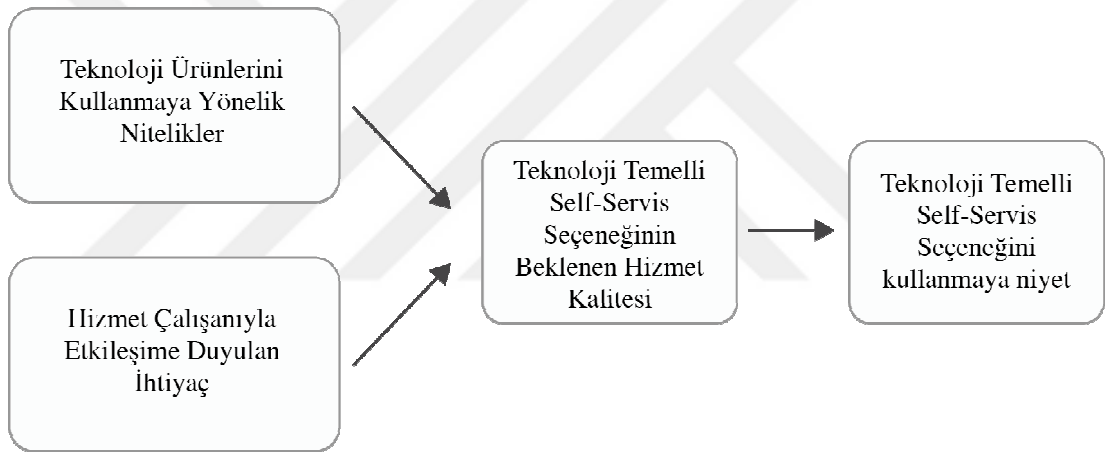 Teknoloji Ürünlerini
Kullanmaya Yönelik
Nitelikler
Hizmet Çalışanıyla
Etkileşime Duyulan
İhtiyaç
Teknoloji Temelli
Self-Servis
Seçeneğinin
Beklenen Hizmet
Kalitesi
Teknoloji Temelli
Self-Servis
Seçeneğini
kullanmaya niyet